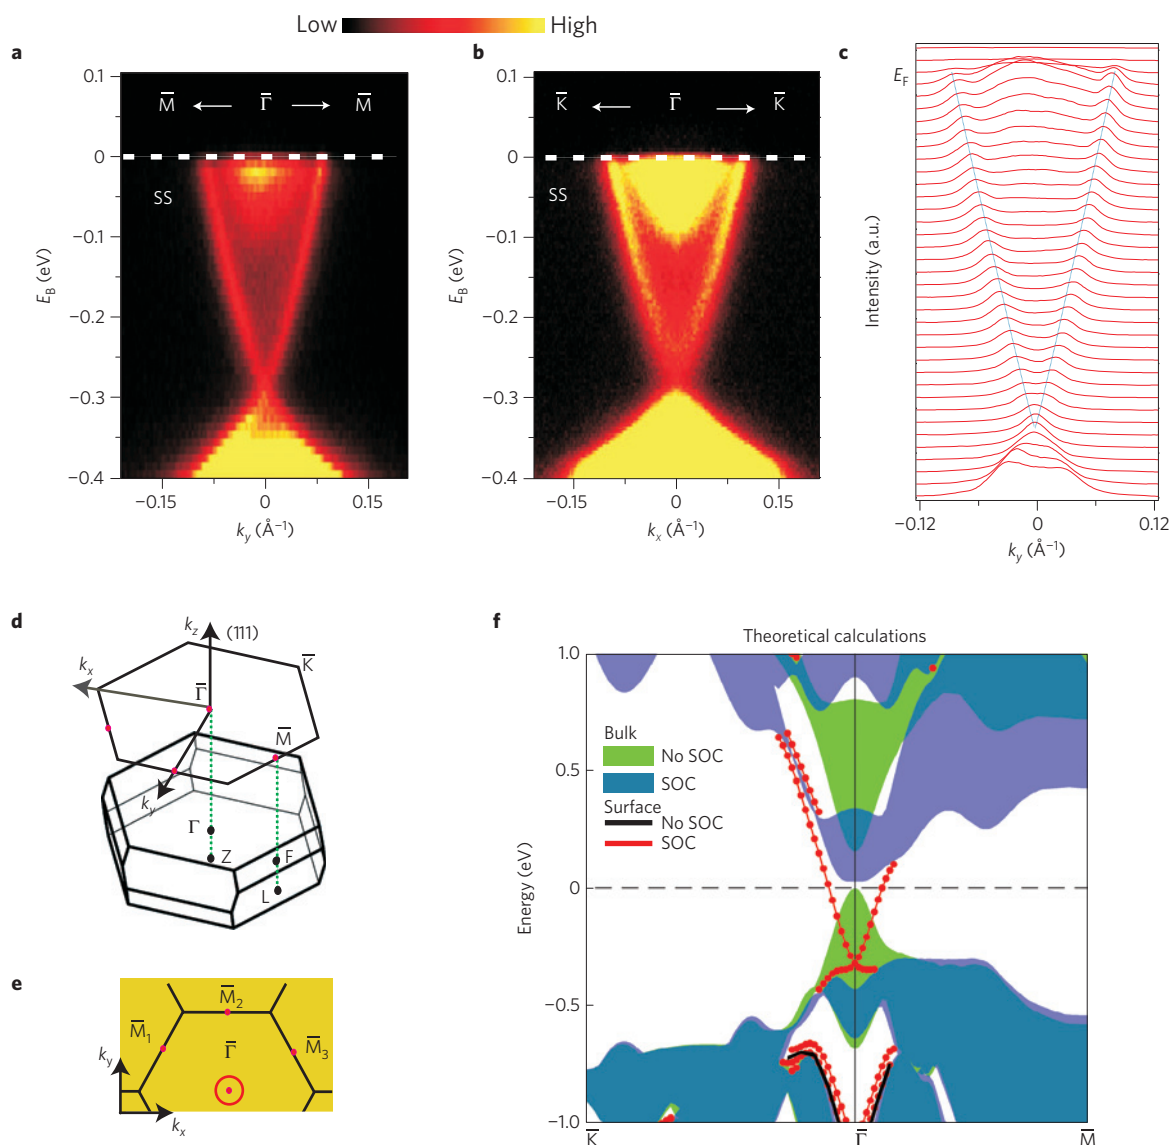 Low High
a
0.1
0
−0.1
−0.2
−0.3
−0.4
E_B (eV)
M̅ ← Γ̅ → M̅
SS
−0.15 0 0.15
k_y (Å⁻¹)
b
0.1
0
−0.1
−0.2
−0.3
−0.4
E_B (eV)
K̅ ← Γ̅ → K̅
SS
−0.15 0 0.15
k_x (Å⁻¹)
c
E_F
Intensity (a.u.)
−0.12 0 0.12
k_y (Å⁻¹)
d
k_z (111)
K̅
k_x
Γ̅
M̅
k_y
Γ
Z F
L
e
M̅₂
M̅₁
Γ̅ M̅₃
k_y
k_x
f
Theoretical calculations
1.0
0.5
0
−0.5
−1.0
Energy (eV)
Bulk
No SOC
SOC
Surface
No SOC
SOC
K̅ Γ̅ M̅